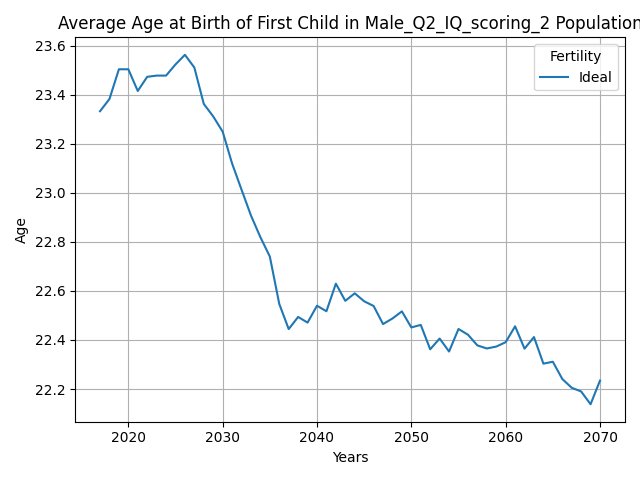 Average Age at Birth of First Child in Male_Q2_IQ_scoring_2 Population
Fertility
Ideal
23.6
23.4
23.2
23.0
22.8
22.6
22.4
22.2
Age
2020 2030 2040 2050 2060 2070
Years